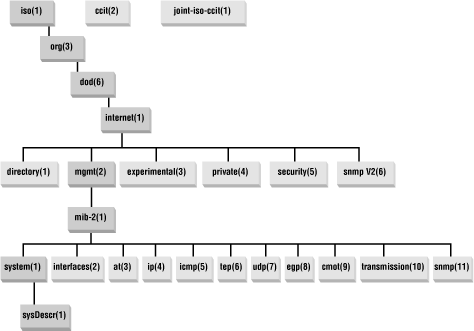 iso(1) ccit(2) joint-iso-ccit(1)
org(3)
dod(6)
internet(1)
directory(1) mgmt(2) experimental(3) private(4) security(5) snmp V2(6)
mib-2(1)
system(1) interfaces(2) at(3) ip(4) icmp(5) tep(6) udp(7) egp(8) cmot(9) transmission(10) snmp(11)
sysDescr(1)